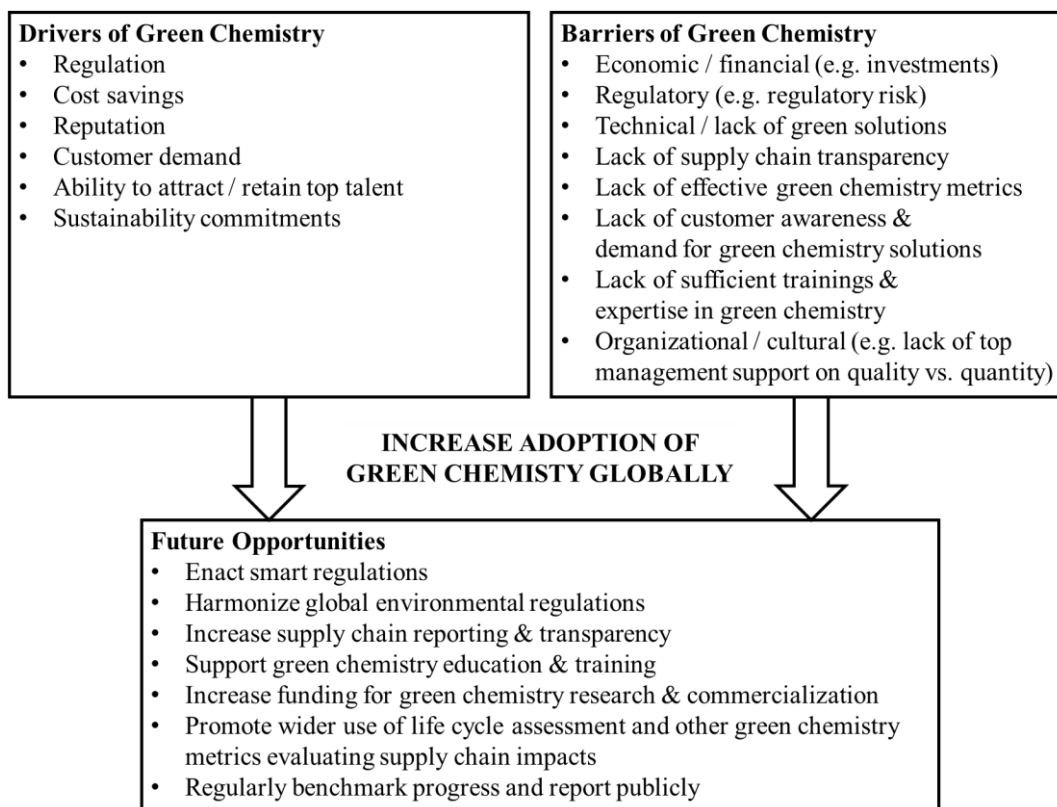 Drivers of Green Chemistry
• Regulation
• Cost savings
• Reputation
• Customer demand
• Ability to attract / retain top talent
• Sustainability commitments
Barriers of Green Chemistry
• Economic / financial (e.g. investments)
• Regulatory (e.g. regulatory risk)
• Technical / lack of green solutions
• Lack of supply chain transparency
• Lack of effective green chemistry metrics
• Lack of customer awareness &
demand for green chemistry solutions
• Lack of sufficient trainings &
expertise in green chemistry
• Organizational / cultural (e.g. lack of top
management support on quality vs. quantity)
INCREASE ADOPTION OF
GREEN CHEMISTY GLOBALLY
Future Opportunities
• Enact smart regulations
• Harmonize global environmental regulations
• Increase supply chain reporting & transparency
• Support green chemistry education & training
• Increase funding for green chemistry research & commercialization
• Promote wider use of life cycle assessment and other green chemistry
metrics evaluating supply chain impacts
• Regularly benchmark progress and report publicly